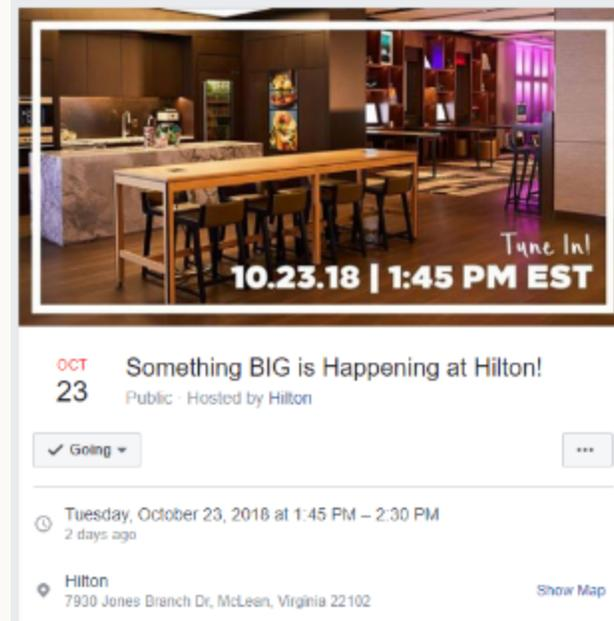 Tune In!
10.23.18 | 1:45 PM EST
OCT
23
Something BIG is Happening at Hilton!
Public · Hosted by Hilton
✓ Going ▾
•••
Tuesday, October 23, 2018 at 1:45 PM – 2:30 PM
2 days ago
Hilton
7930 Jones Branch Dr, McLean, Virginia 22102
Show Map